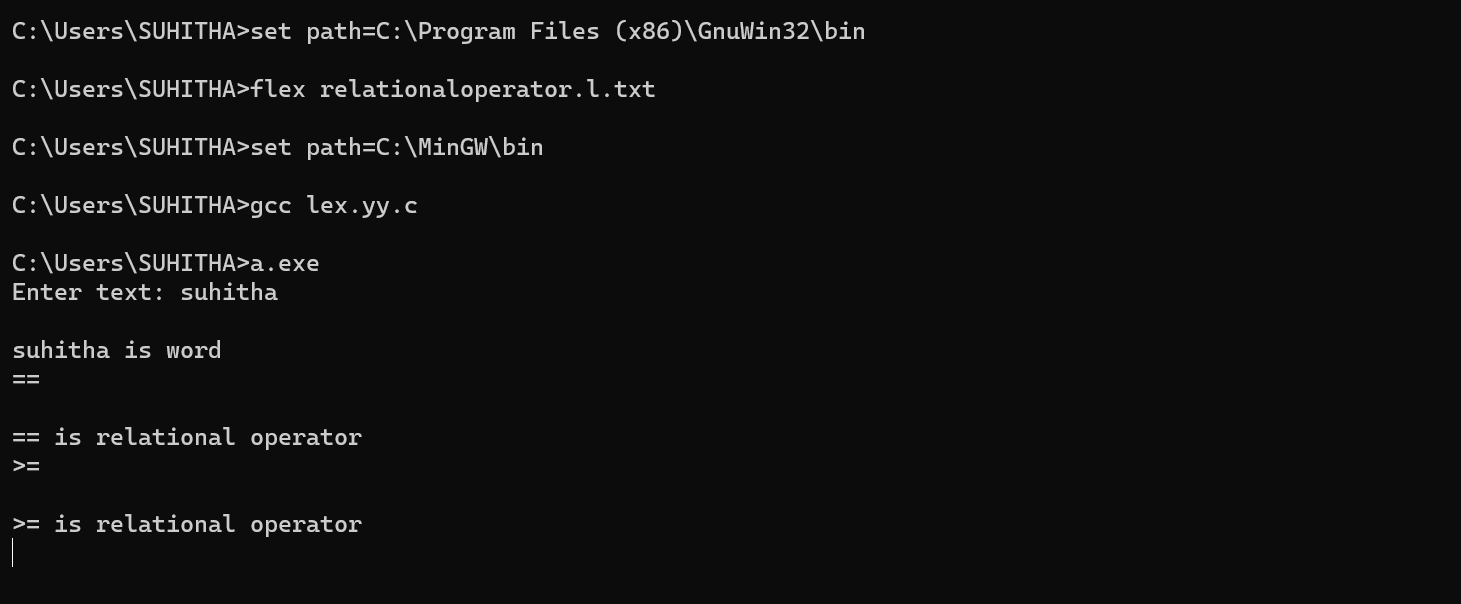 C:\Users\SUHITHA>set path=C:\Program Files (x86)\GnuWin32\bin
C:\Users\SUHITHA>flex relationaloperator.l.txt
C:\Users\SUHITHA>set path=C:\MinGW\bin
C:\Users\SUHITHA>gcc lex.yy.c
C:\Users\SUHITHA>a.exe
Enter text: suhitha
suhitha is word
==
== is relational operator
>=
>= is relational operator